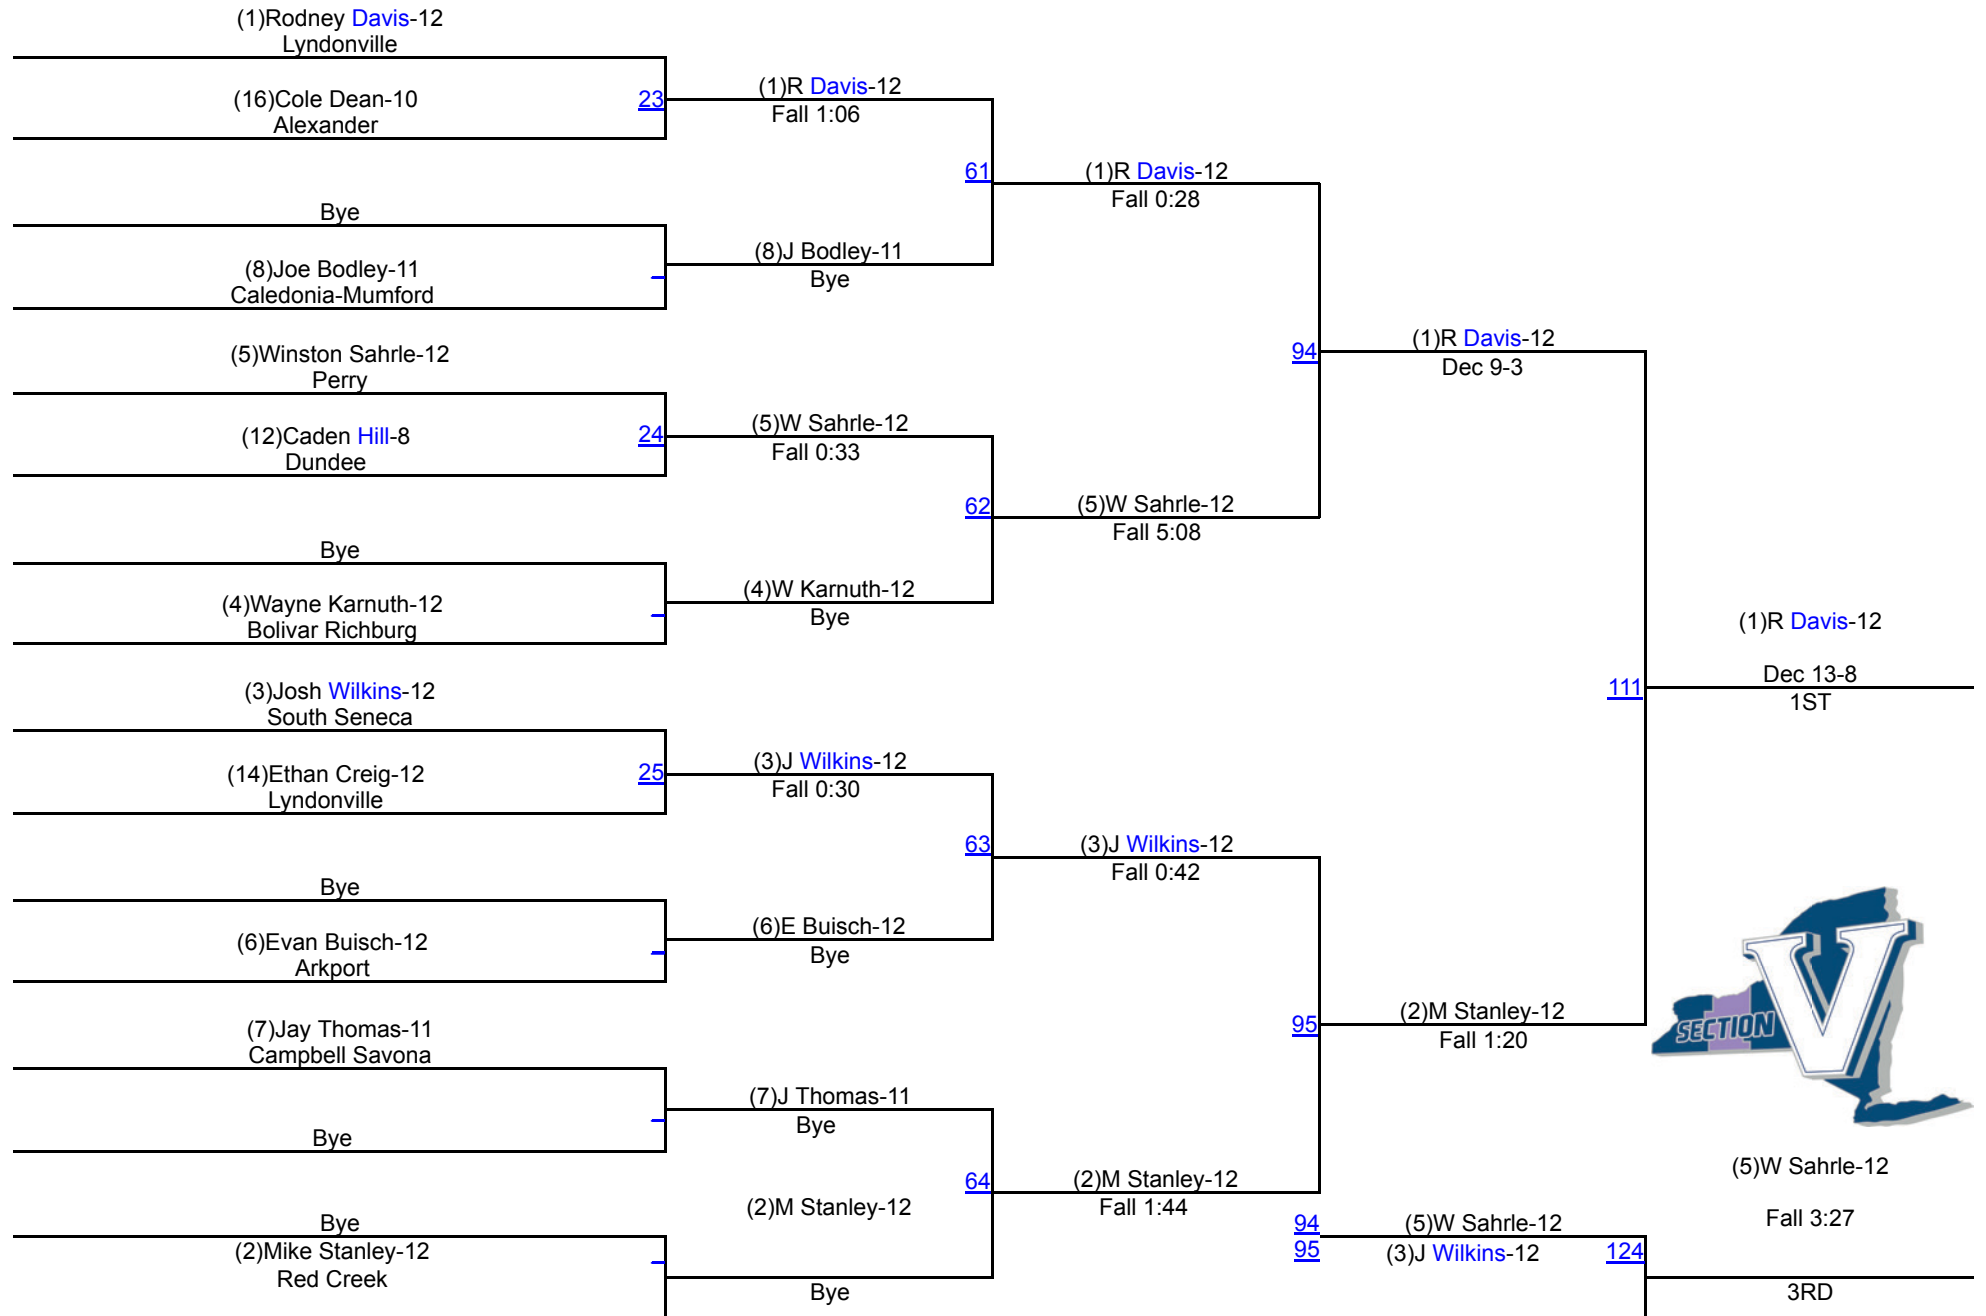 (1)Rodney Davis-12
Lyndonville
(16)Cole Dean-10
Alexander
23
Bye
(8)Joe Bodley-11
Caledonia-Mumford
(5)Winston Sahrle-12
Perry
(12)Caden Hill-8
Dundee
24
Bye
(4)Wayne Karnuth-12
Bolivar Richburg
(3)Josh Wilkins-12
South Seneca
(14)Ethan Creig-12
Lyndonville
25
Bye
(6)Evan Buisch-12
Arkport
(7)Jay Thomas-11
Campbell Savona
Bye
Bye
(2)Mike Stanley-12
Red Creek
(1)R Davis-12
Fall 1:06
61
(8)J Bodley-11
Bye
(5)W Sahrle-12
Fall 0:33
62
(4)W Karnuth-12
Bye
(3)J Wilkins-12
Fall 0:30
63
(6)E Buisch-12
Bye
(7)J Thomas-11
Bye
64
(2)M Stanley-12
Bye
(1)R Davis-12
Fall 0:28
94
(5)W Sahrle-12
Fall 5:08
(3)J Wilkins-12
Fall 0:42
95
(2)M Stanley-12
Fall 1:44
(1)R Davis-12
Dec 9-3
111
(2)M Stanley-12
Fall 1:20
(1)R Davis-12
Dec 13-8
1ST
SECTION V
94
(5)W Sahrle-12
95
(3)J Wilkins-12
124
(5)W Sahrle-12
Fall 3:27
3RD